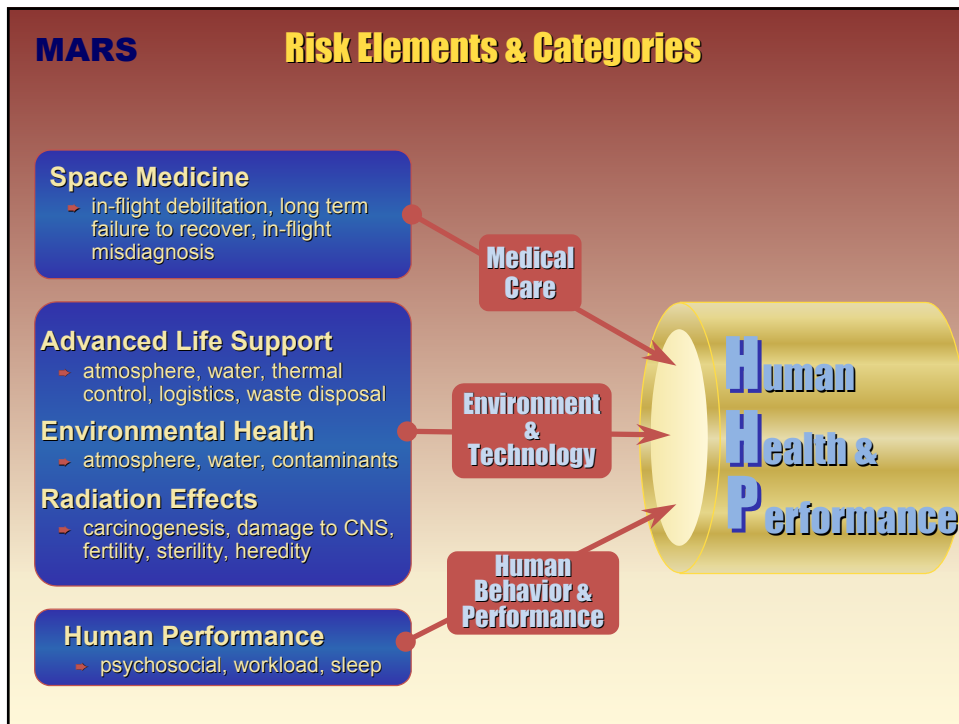 MARS
Risk Elements & Categories
Space Medicine
in-flight debilitation, long term
failure to recover, in-flight
misdiagnosis
Advanced Life Support
atmosphere, water, thermal
control, logistics, waste disposal
Environmental Health
atmosphere, water, contaminants
Radiation Effects
carcinogenesis, damage to CNS,
fertility, sterility, heredity
Human Performance
psychosocial, workload, sleep
Medical
Care
Environment
&
Technology
Human
Behavior &
Performance
Human
Health &
Performance